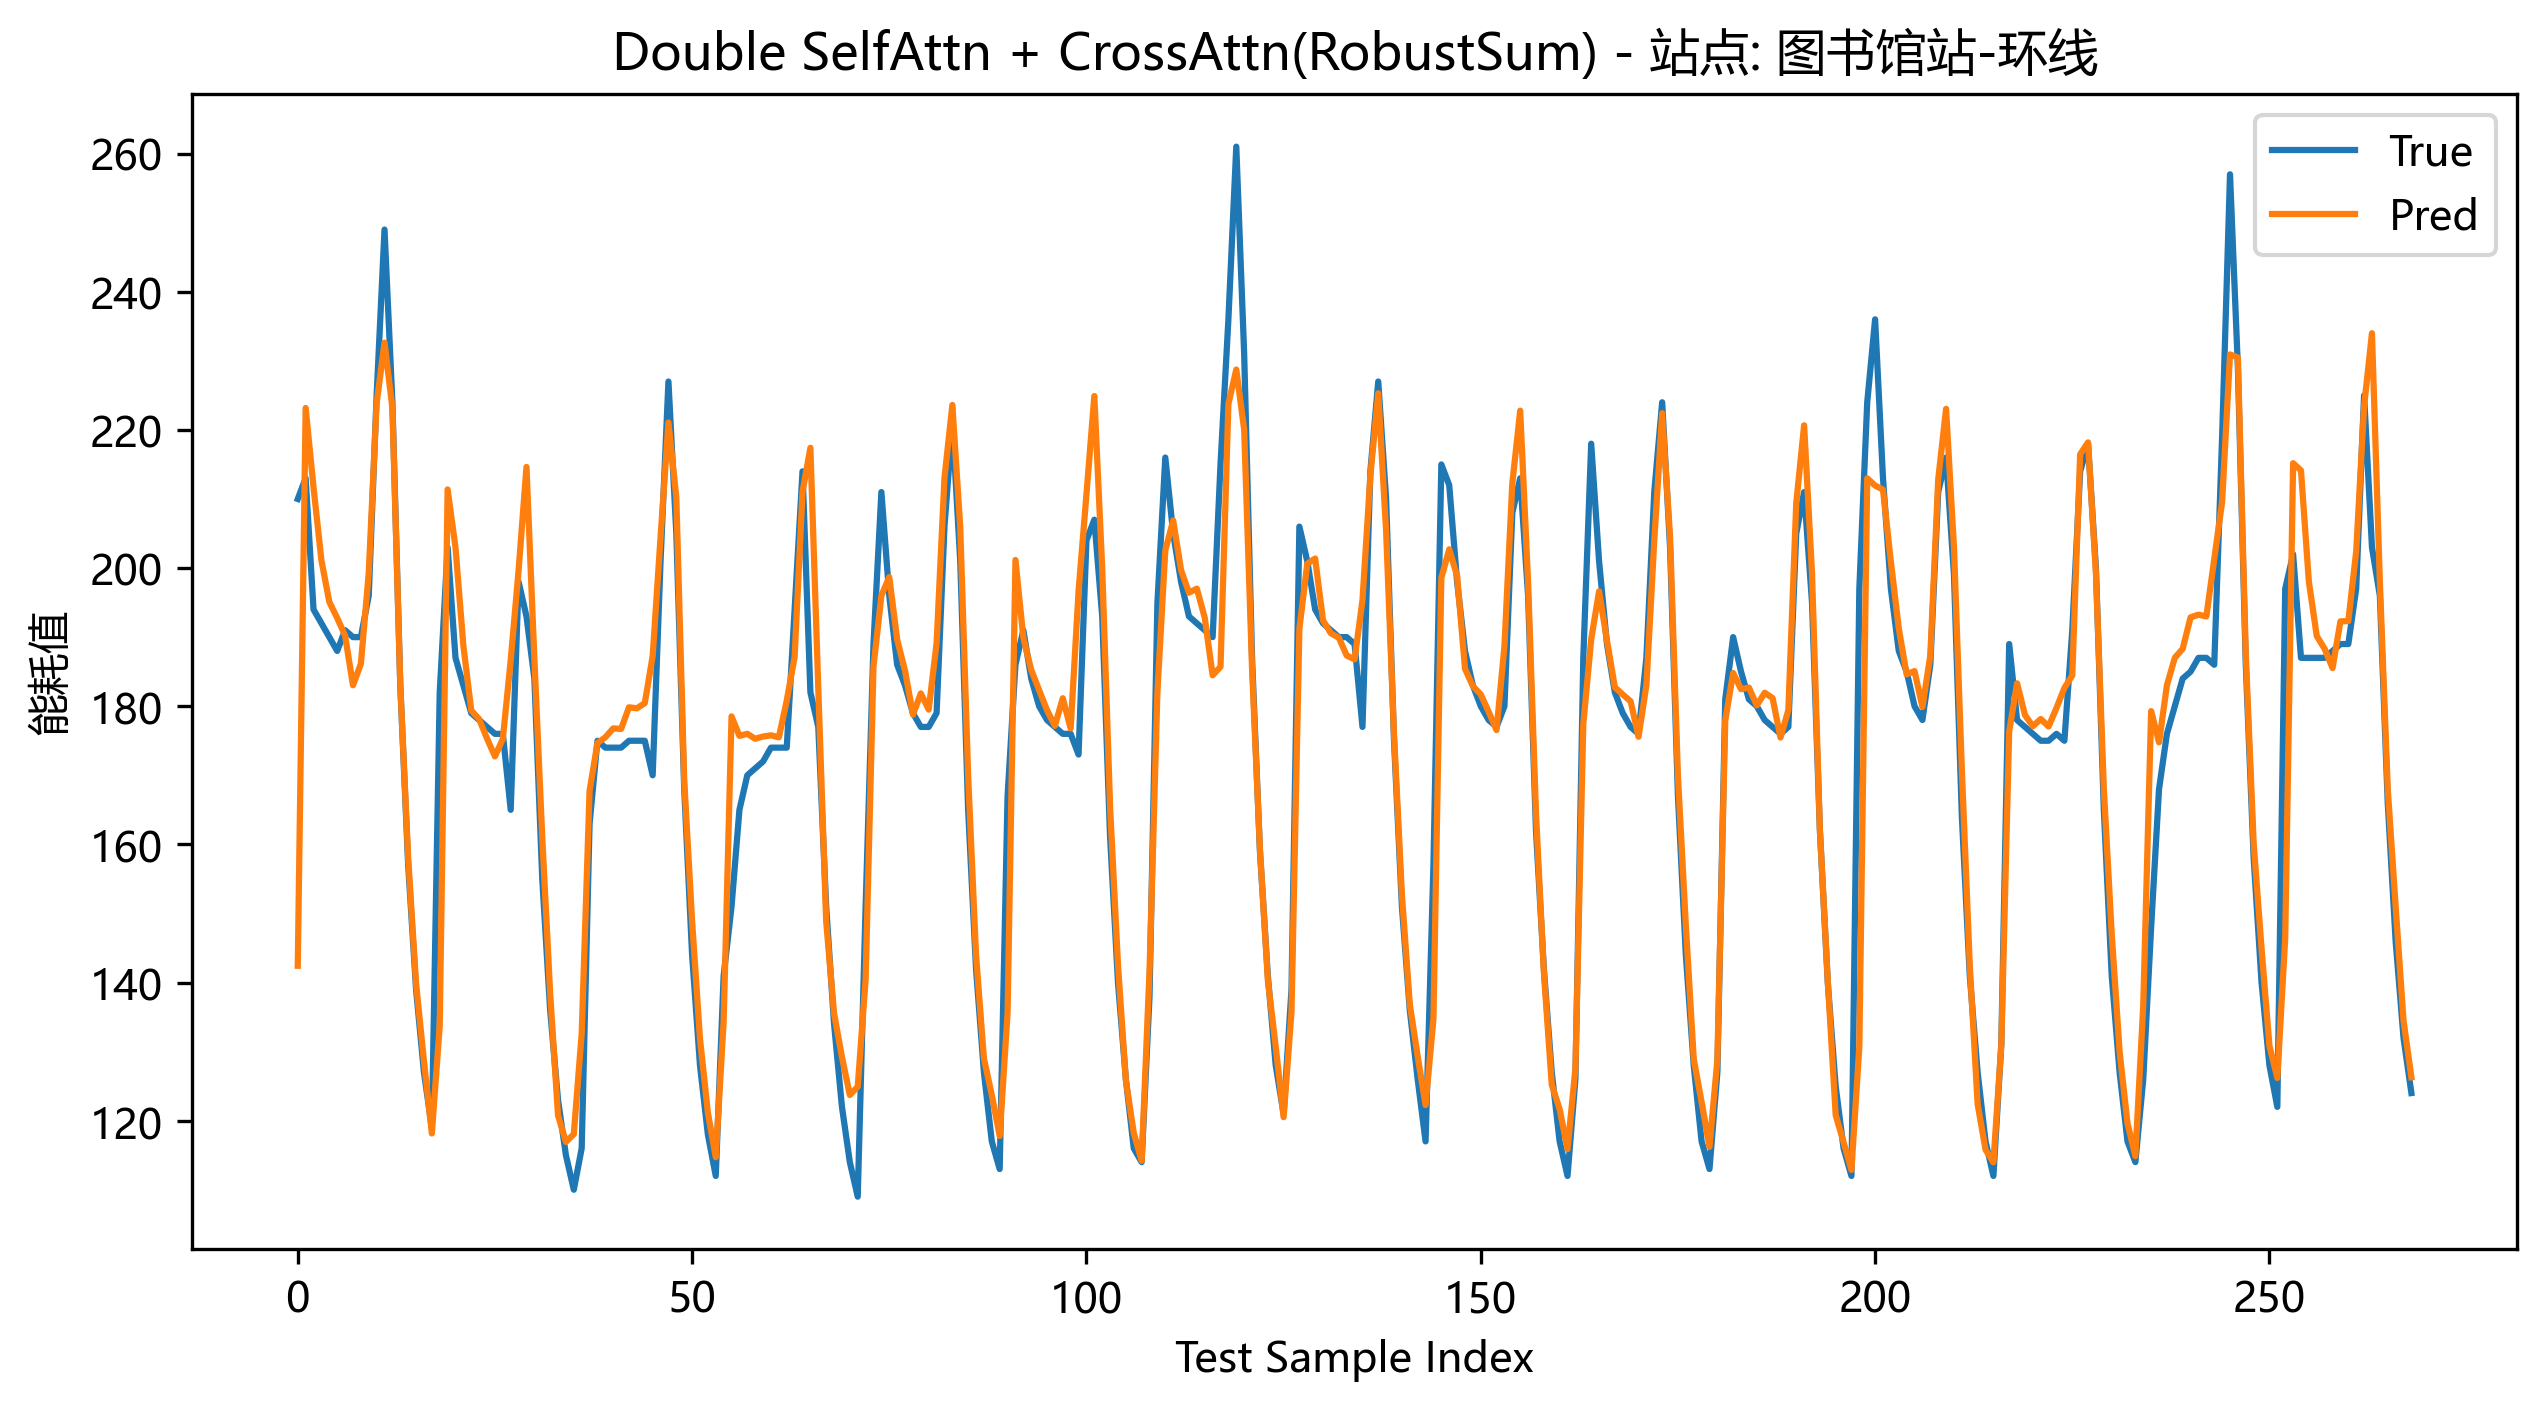 Double SelfAttn + CrossAttn(RobustSum) - 站点: 图书馆站-环线
True
Pred
能耗值
260
240
220
200
180
160
140
120
0 50 100 150 200 250
Test Sample Index